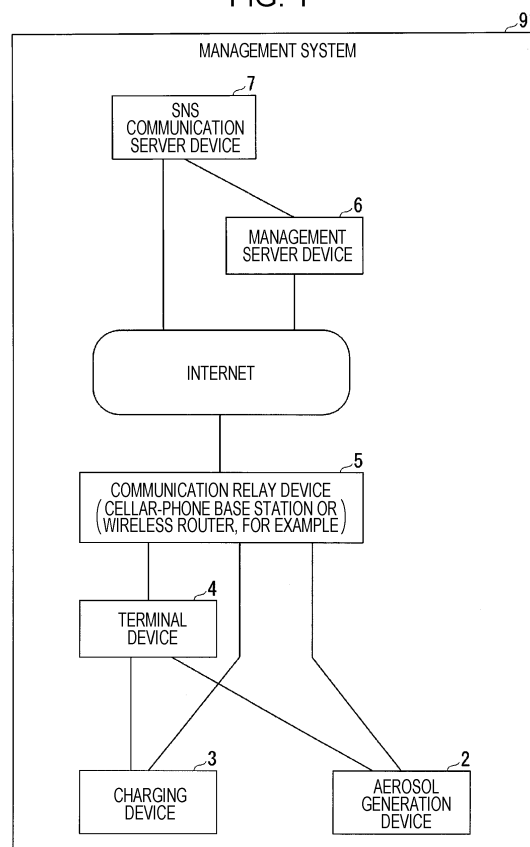 FIG. 1
9
MANAGEMENT SYSTEM
7
SNS
COMMUNICATION
SERVER DEVICE
6
MANAGEMENT
SERVER DEVICE
INTERNET
5
COMMUNICATION RELAY DEVICE
(CELLAR-PHONE BASE STATION OR
WIRELESS ROUTER, FOR EXAMPLE)
4
TERMINAL
DEVICE
3
CHARGING
DEVICE
2
AEROSOL
GENERATION
DEVICE